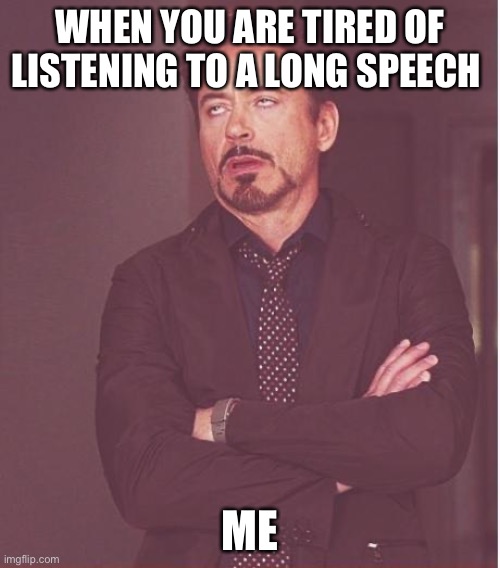 WHEN YOU ARE TIRED OF
LISTENING TO A LONG SPEECH
ME
imgflip.com